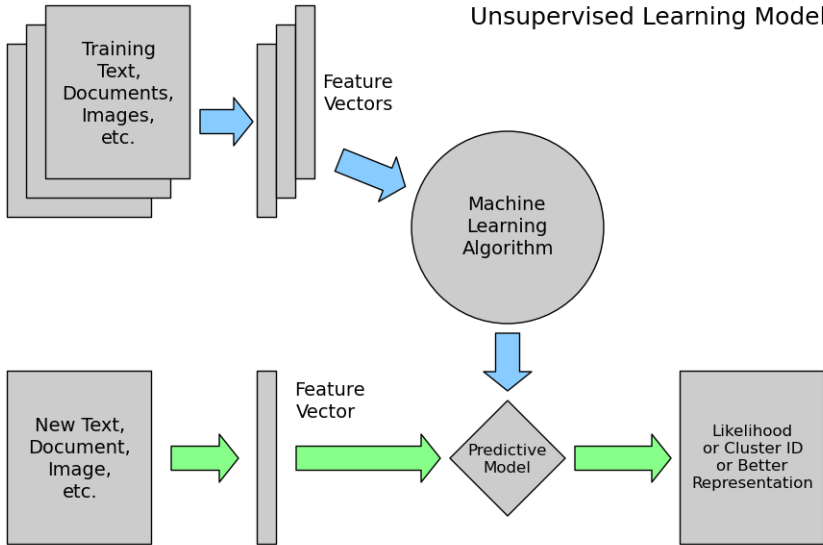 Unsupervised Learning Model
Training
Text,
Documents,
Images,
etc.
Feature
Vectors
Machine
Learning
Algorithm
New Text,
Document,
Image,
etc.
Feature
Vector
Predictive
Model
Likelihood
or Cluster ID
or Better
Representation